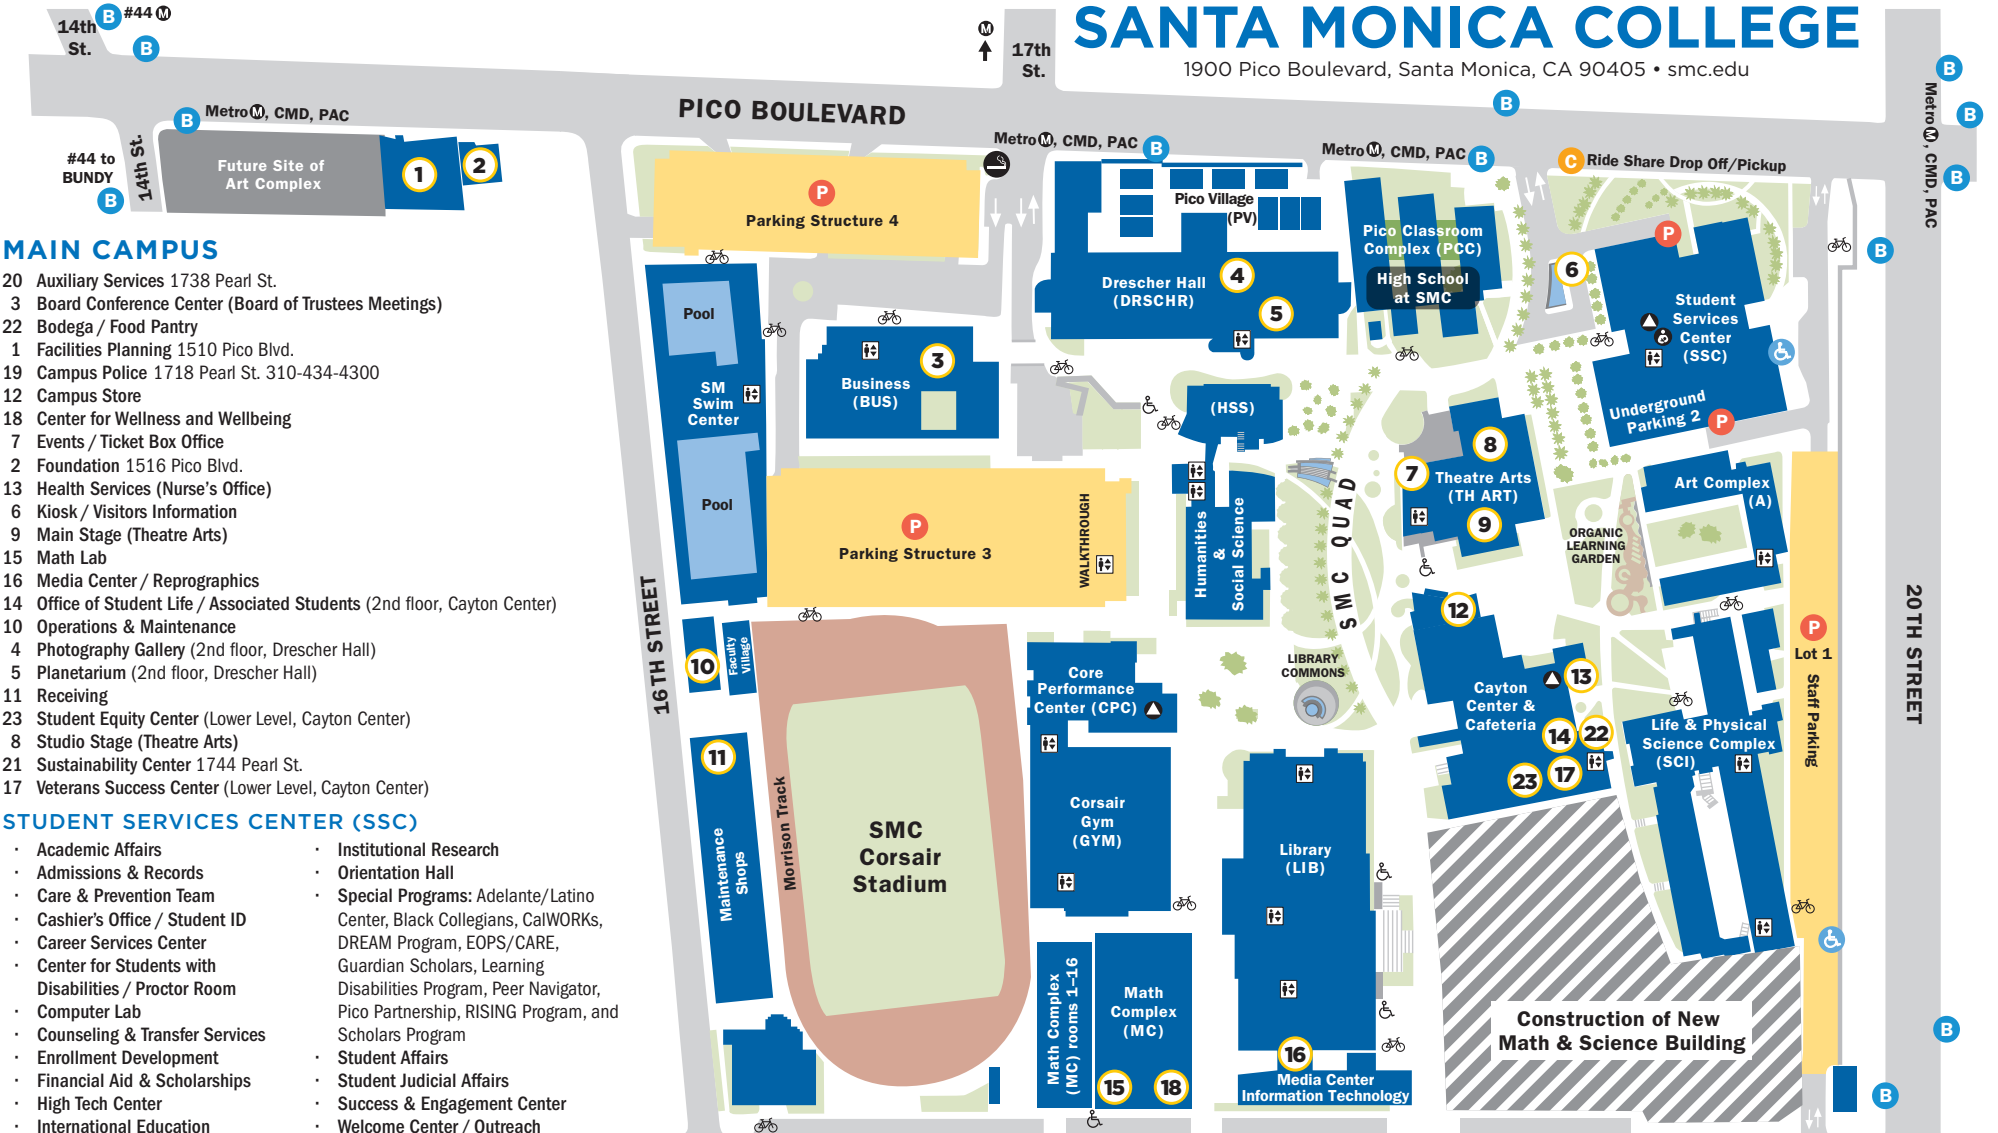 SANTA MONICA COLLEGE
1900 Pico Boulevard, Santa Monica, CA 90405 • smc.edu
14th
St.
B
#44 M
B
M
17th
St.
PICO BOULEVARD
B
B
B
B
Metro M, CMD, PAC
B
Metro M, CMD, PAC
#44 to
BUNDY
B
14th St.
Future Site of
Art Complex
1
2
P
Parking Structure 4
Metro M, CMD, PAC
B
Metro M, CMD, PAC
B
C
Ride Share Drop Off/Pickup
B
Pico Village
(PV)
Drescher Hall
(DRSCHR)
4
5
Pico Classroom
Complex (PCC)
High School
at SMC
6
P
Student
Services
Center
(SSC)
Underground
Parking 2
P
MAIN CAMPUS
20 Auxiliary Services 1738 Pearl St.
3 Board Conference Center (Board of Trustees Meetings)
22 Bodega / Food Pantry
1 Facilities Planning 1510 Pico Blvd.
19 Campus Police 1718 Pearl St. 310-434-4300
12 Campus Store
18 Center for Wellness and Wellbeing
7 Events / Ticket Box Office
2 Foundation 1516 Pico Blvd.
13 Health Services (Nurse's Office)
6 Kiosk / Visitors Information
9 Main Stage (Theatre Arts)
15 Math Lab
16 Media Center / Reprographics
14 Office of Student Life / Associated Students (2nd floor, Cayton Center)
10 Operations & Maintenance
4 Photography Gallery (2nd floor, Drescher Hall)
5 Planetarium (2nd floor, Drescher Hall)
11 Receiving
23 Student Equity Center (Lower Level, Cayton Center)
8 Studio Stage (Theatre Arts)
21 Sustainability Center 1744 Pearl St.
17 Veterans Success Center (Lower Level, Cayton Center)
STUDENT SERVICES CENTER (SSC)
· Academic Affairs
· Admissions & Records
· Care & Prevention Team
· Cashier's Office / Student ID
· Career Services Center
· Center for Students with
Disabilities / Proctor Room
· Computer Lab
· Counseling & Transfer Services
· Enrollment Development
· Financial Aid & Scholarships
· High Tech Center
· International Education
· Institutional Research
· Orientation Hall
· Special Programs: Adelante/Latino
Center, Black Collegians, CalWORKs,
DREAM Program, EOPS/CARE,
Guardian Scholars, Learning
Disabilities Program, Peer Navigator,
Pico Partnership, RISING Program, and
Scholars Program
· Student Affairs
· Student Judicial Affairs
· Success & Engagement Center
· Welcome Center / Outreach
Pool
SM
Swim
Center
Pool
Business
(BUS)
3
P
Parking Structure 3
WALKTHROUGH
16TH STREET
10
Faculty
Village
11
Maintenance
Shops
Morrison Track
SMC
Corsair
Stadium
(HSS)
Humanities
&
Social Science
SMC QUAD
7
8
Theatre Arts
(TH ART)
9
ORGANIC
LEARNING
GARDEN
Art Complex
(A)
P
Lot 1
Staff Parking
20TH STREET
LIBRARY
COMMONS
12
Cayton
Center &
Cafeteria
13
14
22
23
17
Life & Physical
Science Complex
(SCI)
Core
Performance
Center (CPC)
Corsair
Gym
(GYM)
Library
(LIB)
Math Complex
(MC) rooms 1–16
Math
Complex
(MC)
15
18
16
Media Center
Information Technology
Construction of New
Math & Science Building
B
B